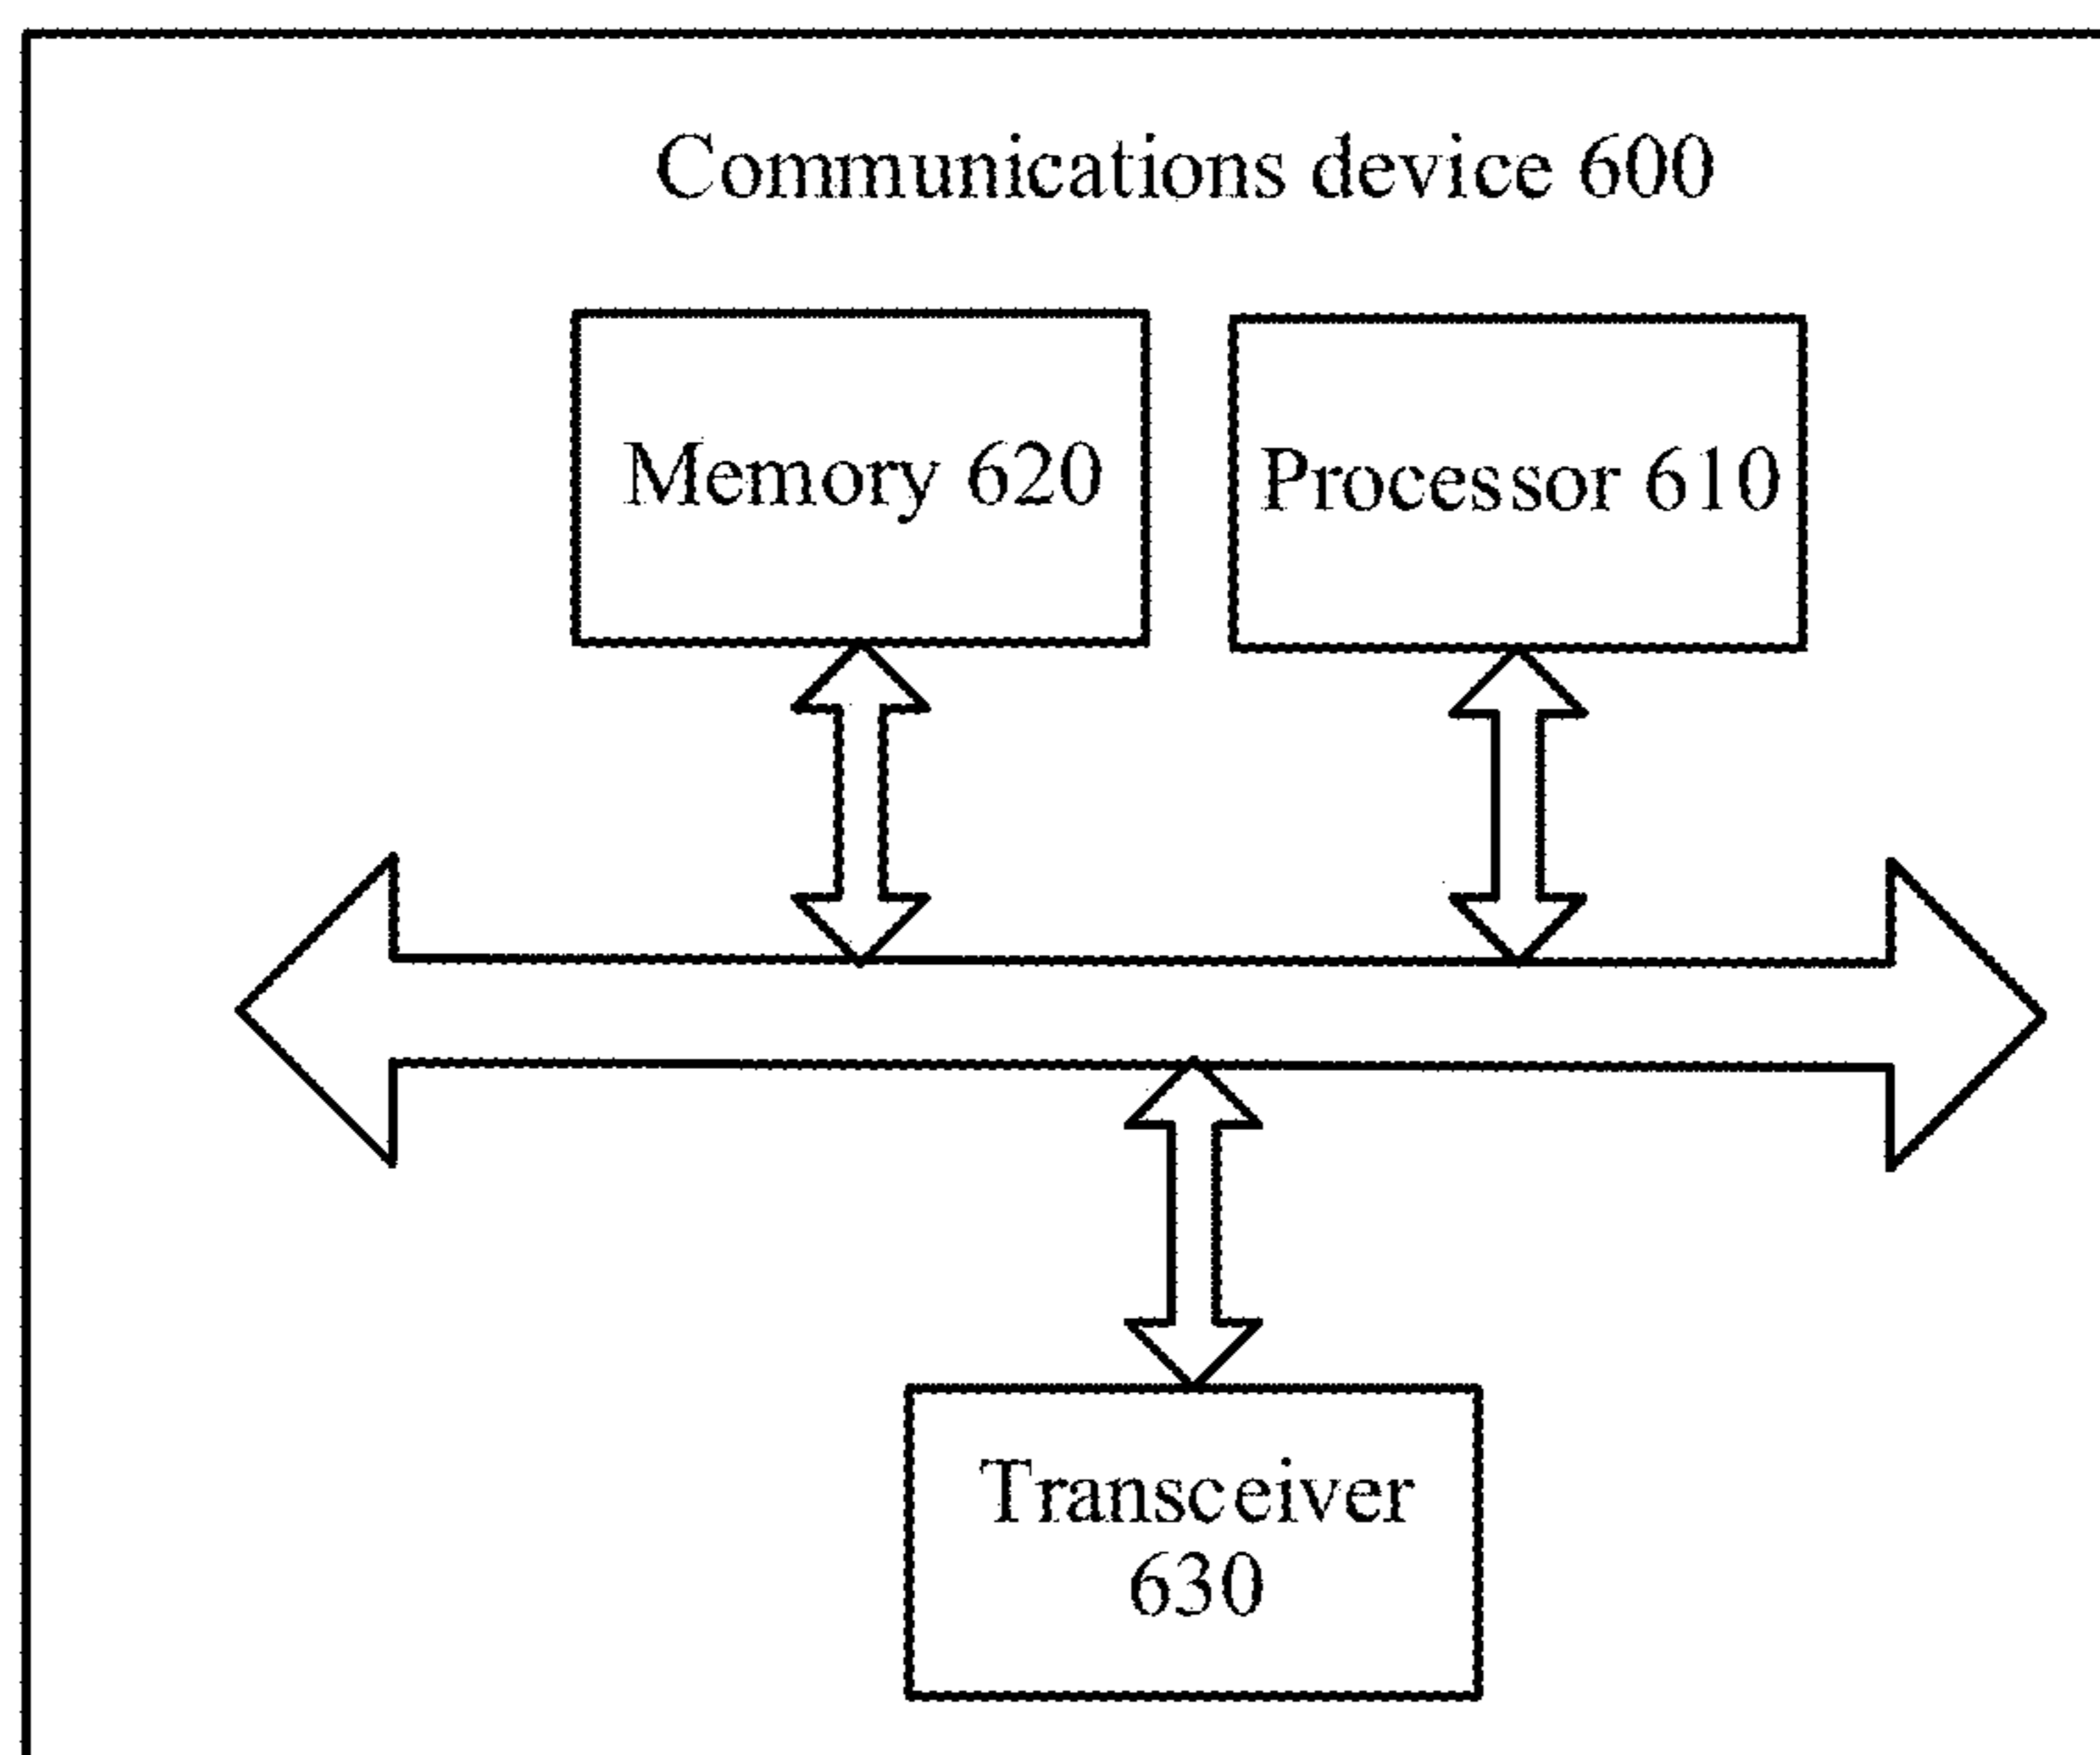 Communications device 600
Memory 620
Processor 610
Transceiver
630